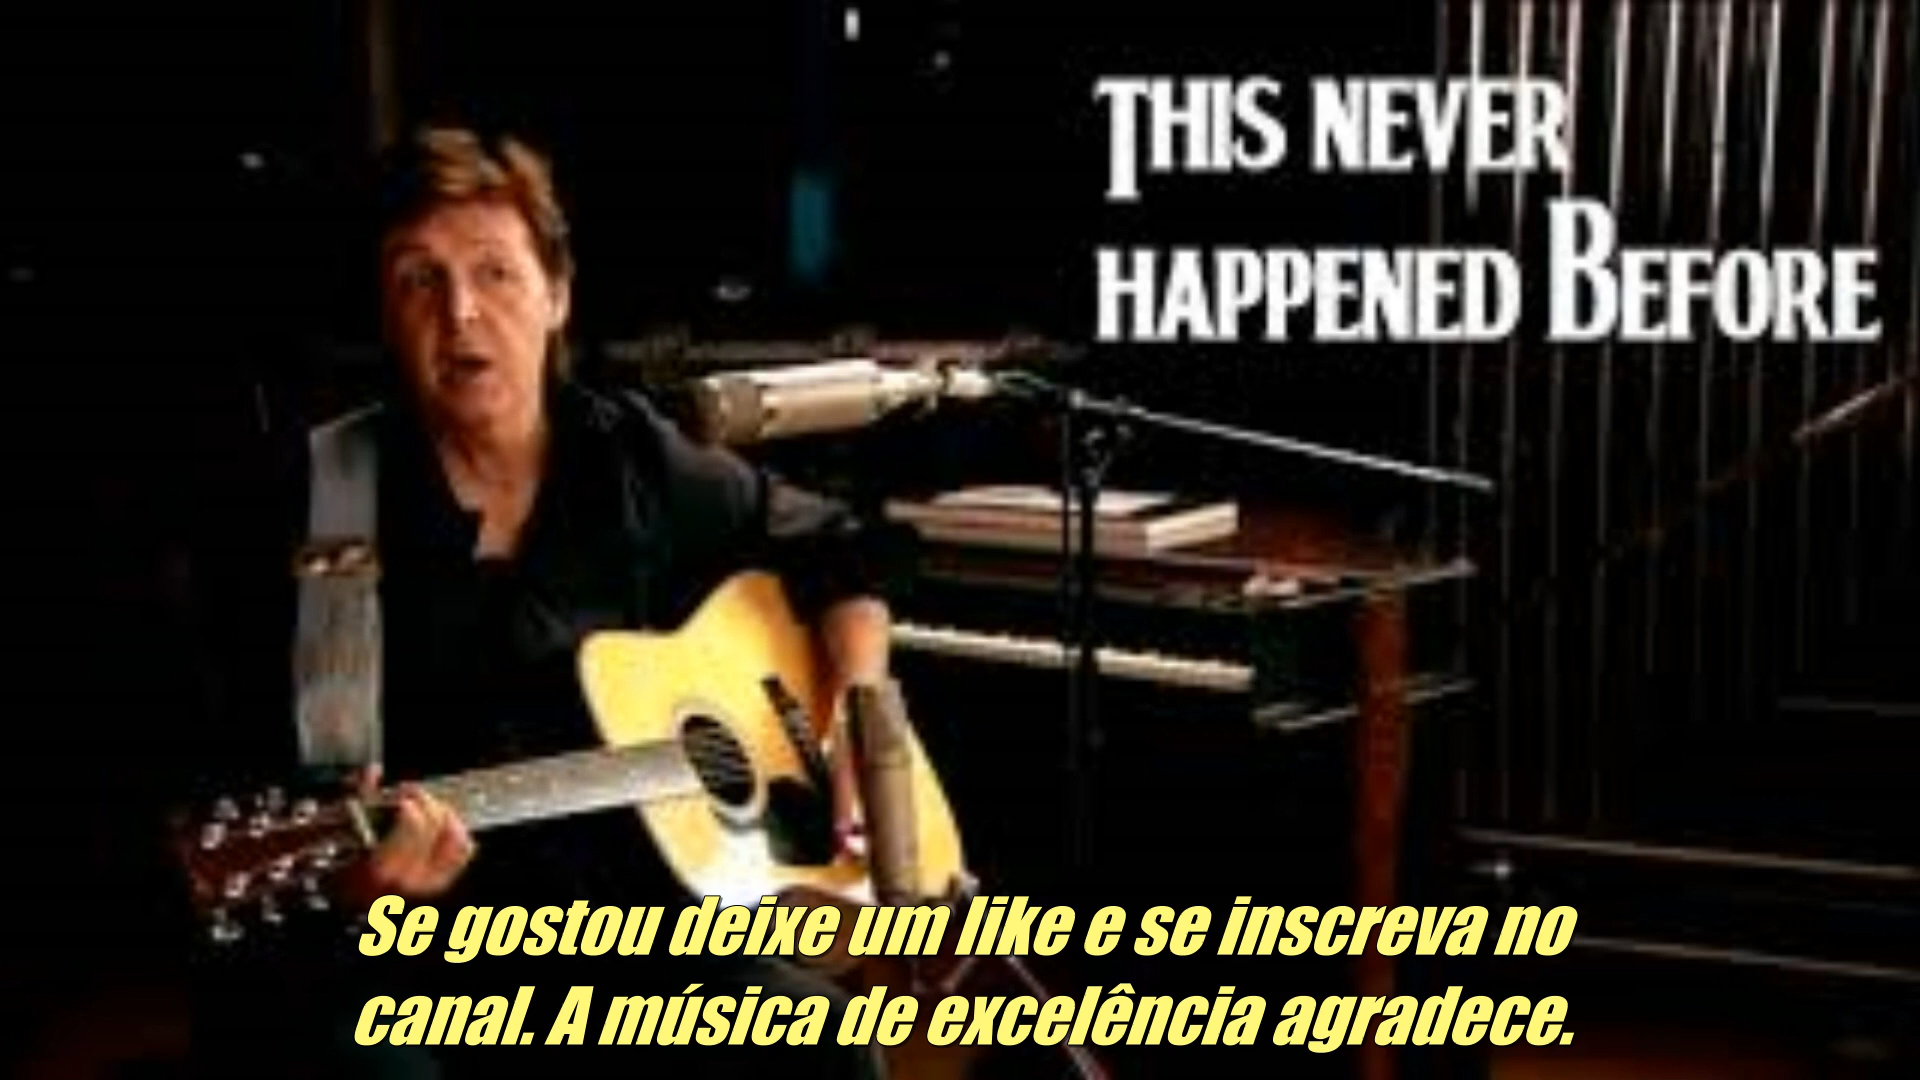 THIS NEVER
HAPPENED BEFORE
Se gostou deixe um like e se inscreva no
canal. A música de excelência agradece.